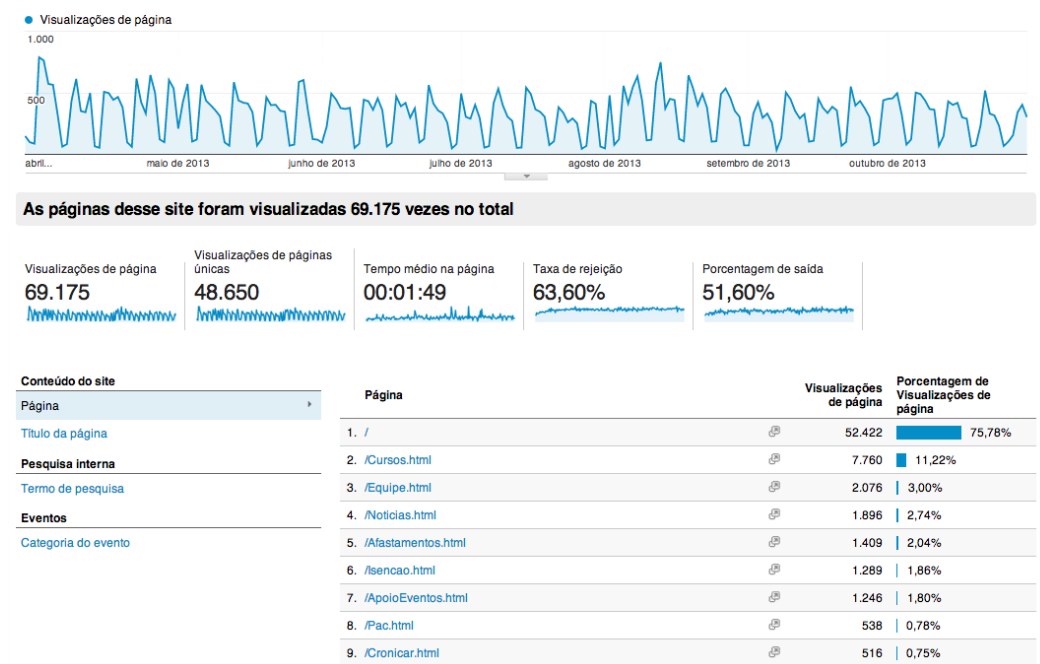 Visualizações de página
1.000
500
abril...
maio de 2013
junho de 2013
julho de 2013
agosto de 2013
setembro de 2013
outubro de 2013
As páginas desse site foram visualizadas 69.175 vezes no total
Visualizações de página
69.175
Visualizações de páginas
únicas
48.650
Tempo médio na página
00:01:49
Taxa de rejeição
63,60%
Porcentagem de saída
51,60%
Conteúdo do site
Página
Título da página
Pesquisa interna
Termo de pesquisa
Eventos
Categoria do evento
Página
Visualizações
de página
Porcentagem de
Visualizações de
página
1. / 52.422 75,78%
2. /Cursos.html 7.760 11,22%
3. /Equipe.html 2.076 3,00%
4. /Noticias.html 1.896 2,74%
5. /Afastamentos.html 1.409 2,04%
6. /Isencao.html 1.289 1,86%
7. /ApoioEventos.html 1.246 1,80%
8. /Pac.html 538 0,78%
9. /Cronicar.html 516 0,75%